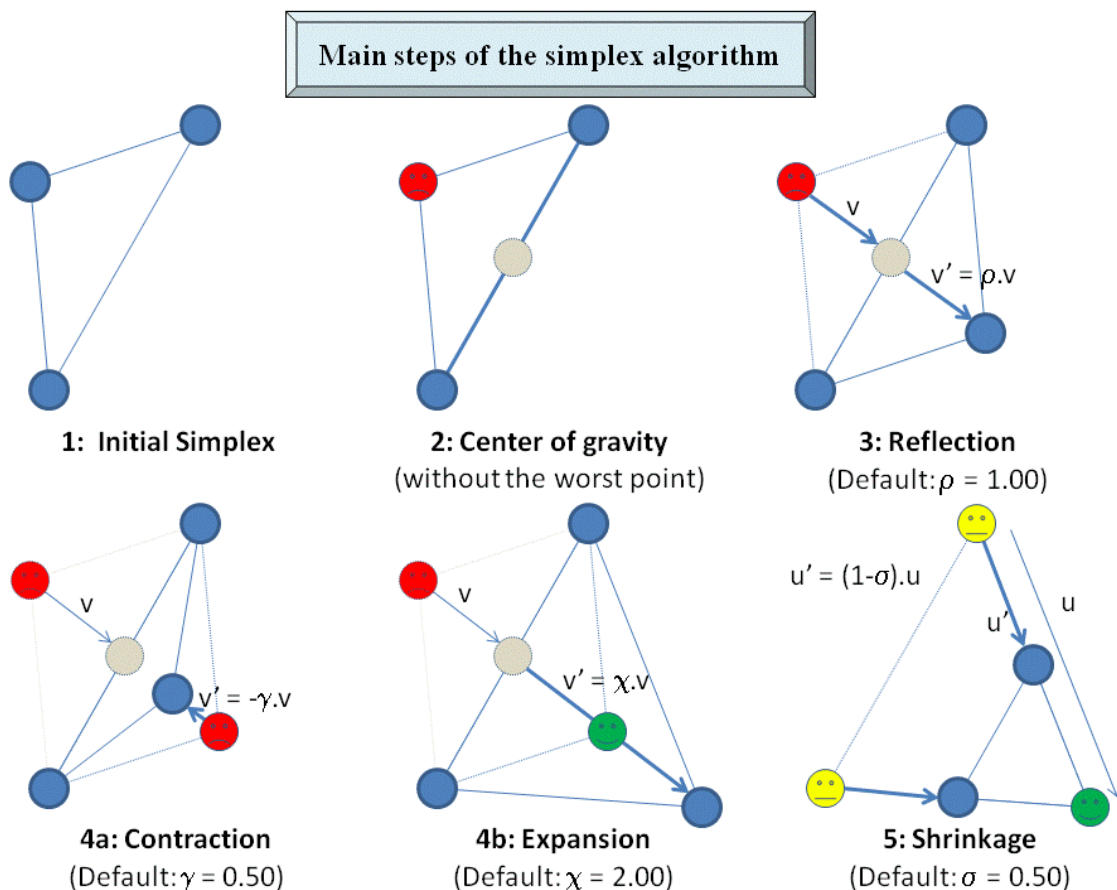 Main steps of the simplex algorithm
1: Initial Simplex
2: Center of gravity
(without the worst point)
v
v' = ρ.v
3: Reflection
(Default: ρ = 1.00)
v
v' = -γ.v
4a: Contraction
(Default: γ = 0.50)
v
v' = χ.v
4b: Expansion
(Default: χ = 2.00)
u' = (1-σ).u
u
u'
5: Shrinkage
(Default: σ = 0.50)